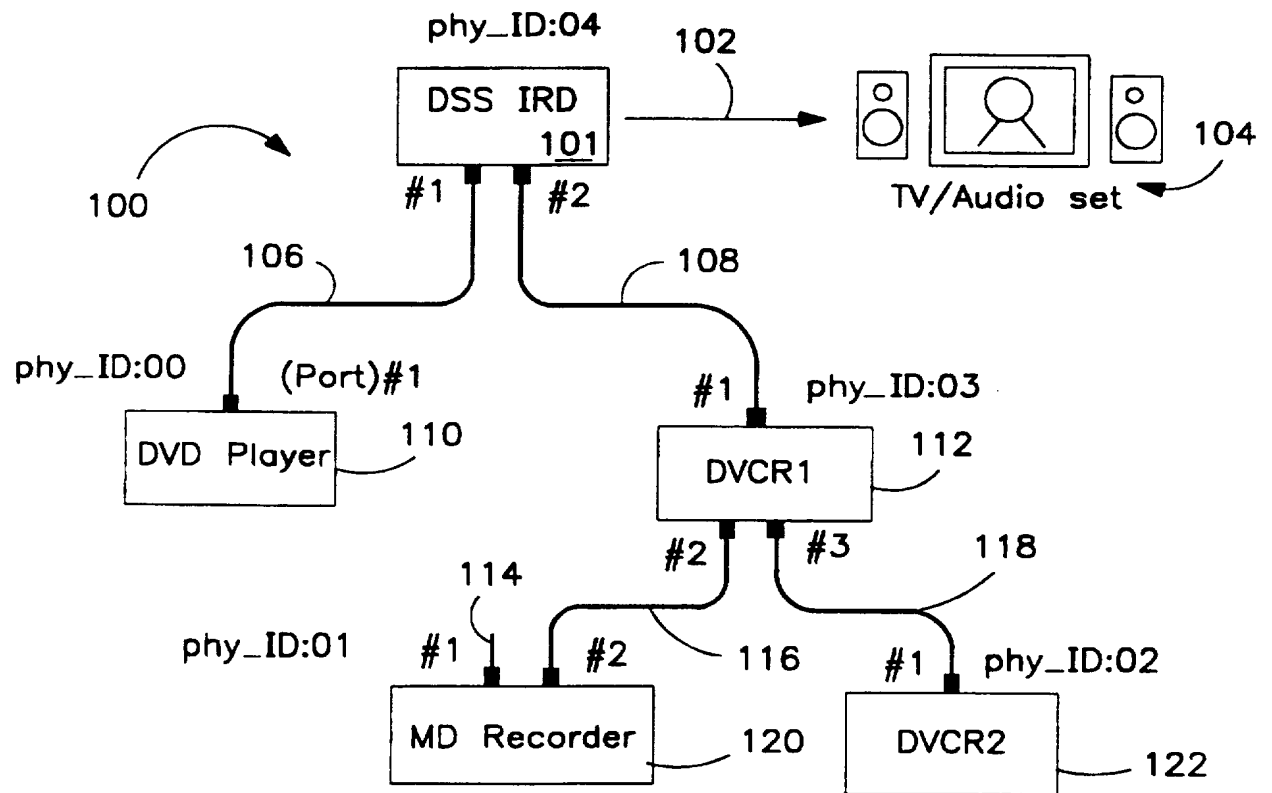 phy_ID:04
102
DSS IRD
101
104
#1
#2
TV/Audio set
100
106
108
phy_ID:00
(Port)#1
#1
phy_ID:03
DVD Player
110
DVCR1
112
#2
#3
114
118
phy_ID:01
#1
#2
116
#1
phy_ID:02
MD Recorder
120
DVCR2
122